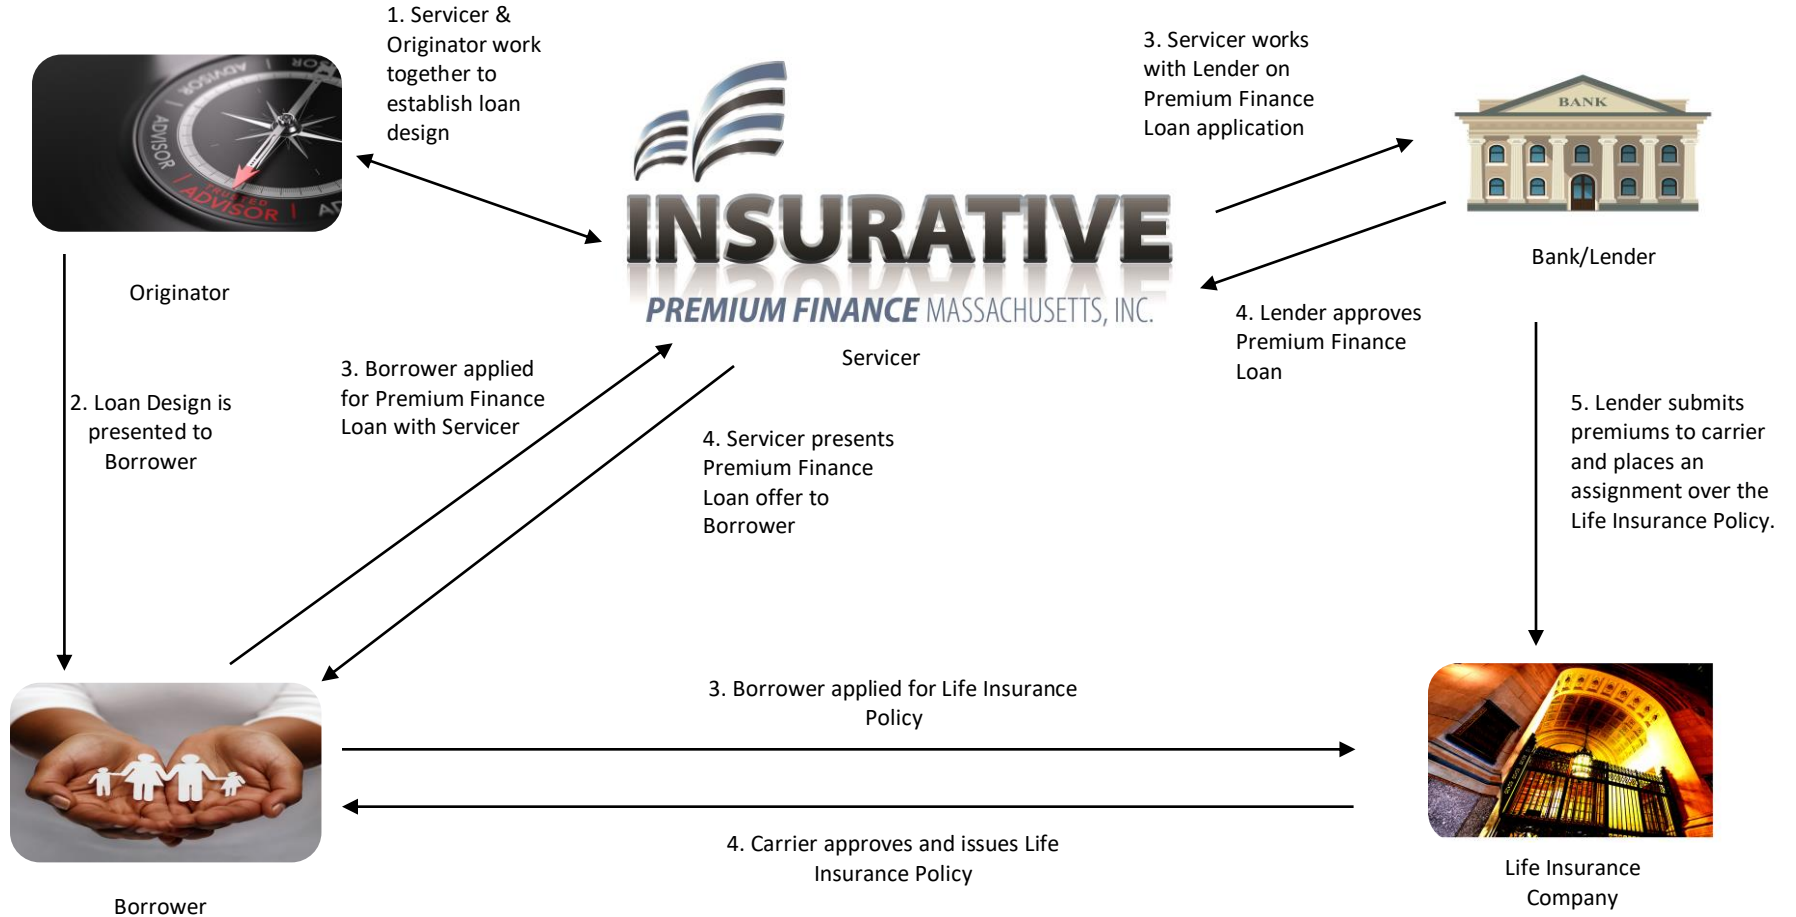 1. Servicer &
Originator work
together to
establish loan
design
3. Servicer works
with Lender on
Premium Finance
Loan application
ADVISOR
ADVISOR
TRUSTED
ADVISOR
BANK
INSURATIVE
PREMIUM FINANCE MASSACHUSETTS, INC.
Servicer
Originator
Bank/Lender
4. Lender approves
Premium Finance
Loan
2. Loan Design is
presented to
Borrower
3. Borrower applied
for Premium Finance
Loan with Servicer
4. Servicer presents
Premium Finance
Loan offer to
Borrower
5. Lender submits
premiums to carrier
and places an
assignment over the
Life Insurance Policy.
3. Borrower applied for Life Insurance
Policy
4. Carrier approves and issues Life
Insurance Policy
Borrower
Life Insurance
Company